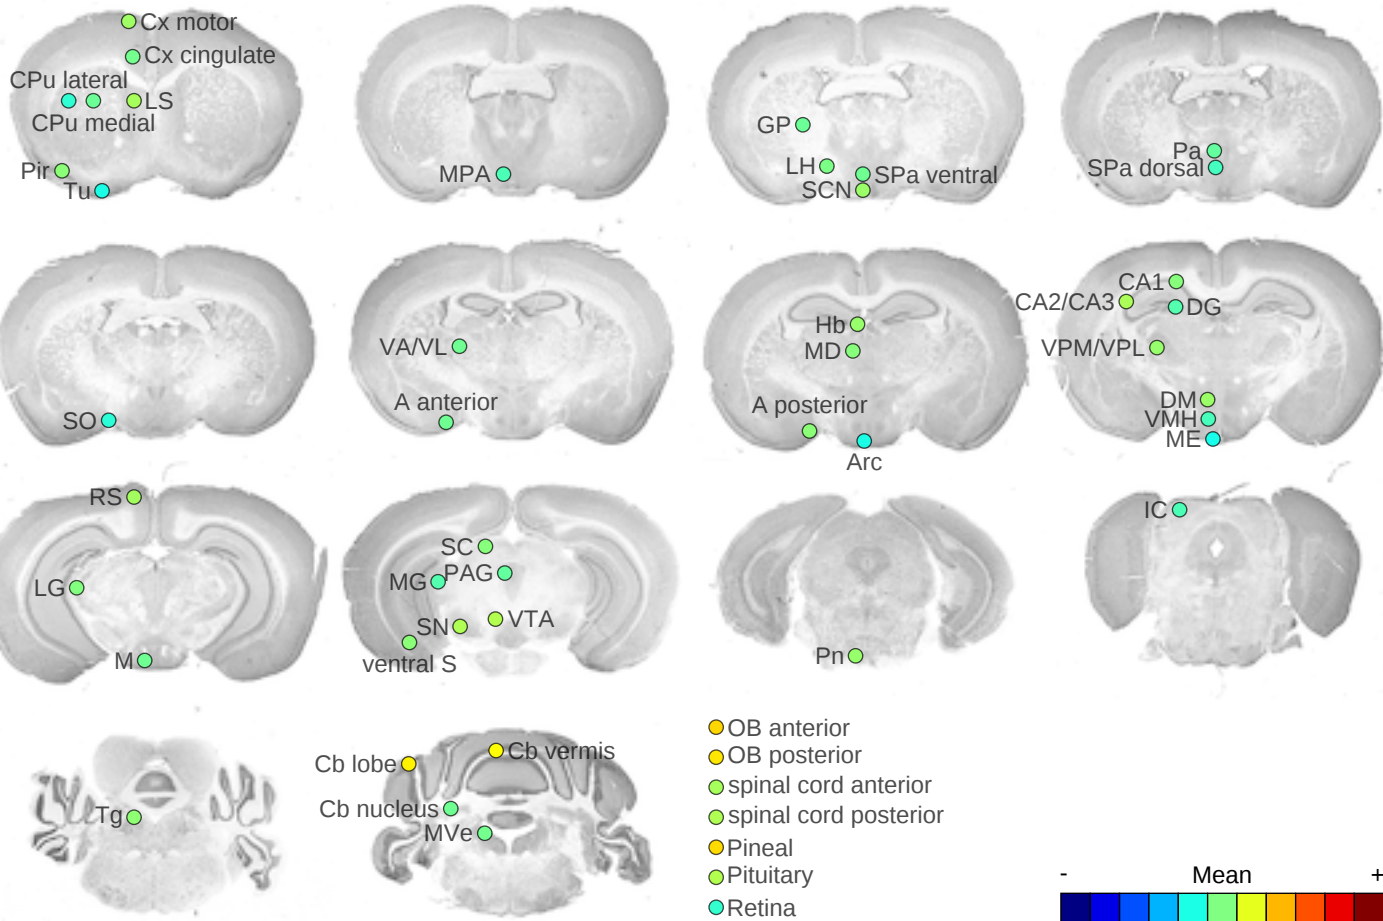 Cx motor
Cx cingulate
CPu lateral
LS
CPu medial
Pir
Tu
MPA
GP
LH
SPa ventral
SCN
Pa
SPa dorsal
SO
VA/VL
A anterior
Hb
MD
A posterior
Arc
CA1
CA2/CA3
DG
VPM/VPL
DM
VMH
ME
RS
LG
M
SC
MG
PAG
SN
VTA
ventral S
Pn
IC
Tg
Cb lobe
Cb vermis
Cb nucleus
MVe
OB anterior
OB posterior
spinal cord anterior
spinal cord posterior
Pineal
Pituitary
Retina
- Mean +